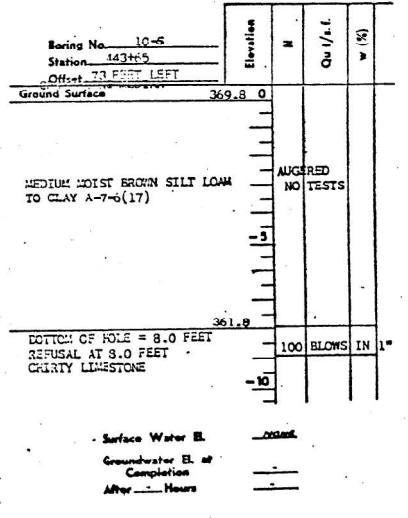 Boring No. 10-S
Station 443+65
Offset 73 FEET LEFT
Elevation
N
Qu t/s.f.
w (%)
Ground Surface 369.8 0
MEDIUM MOIST BROWN SILT LOAM
TO CLAY A-7-6(17)
AUGERED
NO TESTS
-5
361.8
BOTTOM OF HOLE = 8.0 FEET
REFUSAL AT 8.0 FEET
CHERTY LIMESTONE
100 BLOWS IN 1"
-10
Surface Water El. NONE
Groundwater El. at
Completion -
After - Hours -